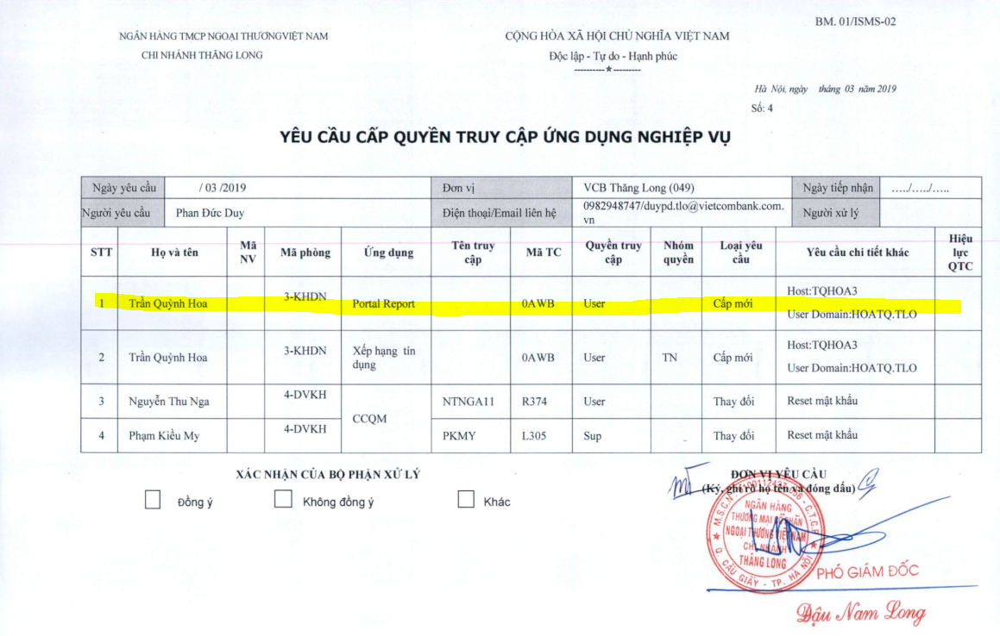 BM. 01/ISMS-02
NGÂN HÀNG TMCP NGOẠI THƯƠNGVIỆT NAM
CHI NHÁNH THĂNG LONG
CỘNG HÒA XÃ HỘI CHỦ NGHĨA VIỆT NAM
Độc lập - Tự do - Hạnh phúc
----------★---------
Hà Nội, ngày tháng 03 năm 2019
Số: 4
YÊU CẦU CẤP QUYỀN TRUY CẬP ỨNG DỤNG NGHIỆP VỤ
Ngày yêu cầu / 03 /2019 Đơn vị VCB Thăng Long (049) Ngày tiếp nhận …../…../…..
Người yêu cầu Phan Đức Duy Điện thoại/Email liên hệ 0982948747/duypd.tlo@vietcombank.com.
vn
Người xử lý
STT Họ và tên Mã NV Mã phòng Ứng dụng Tên truy cập Mã TC Quyền truy cập Nhóm quyền Loại yêu cầu Yêu cầu chi tiết khác Hiệu lực QTC
1 Trần Quỳnh Hoa 3-KHDN Portal Report 0AWB User Cấp mới Host:TQHOA3
User Domain:HOATQ.TLO
2 Trần Quỳnh Hoa 3-KHDN Xếp hạng tín dụng 0AWB User TN Cấp mới Host:TQHOA3
User Domain:HOATQ.TLO
3 Nguyễn Thu Nga 4-DVKH CCQM NTNGA11 R374 User Thay đổi Reset mật khẩu
4 Phạm Kiều My 4-DVKH PKMY L305 Sup Thay đổi Reset mật khẩu
XÁC NHẬN CỦA BỘ PHẬN XỬ LÝ
Đồng ý Không đồng ý Khác
ĐƠN VỊ YÊU CẦU
(Ký, ghi rõ họ tên và đóng dấu)
NGÂN HÀNG
THƯƠNG MẠI CỔ PHẦN
NGOẠI THƯƠNG VIỆT NAM
CHI NHÁNH
THĂNG LONG
Q. CẦU GIẤY - TP. HÀ NỘI
PHÓ GIÁM ĐỐC
Đậu Nam Long